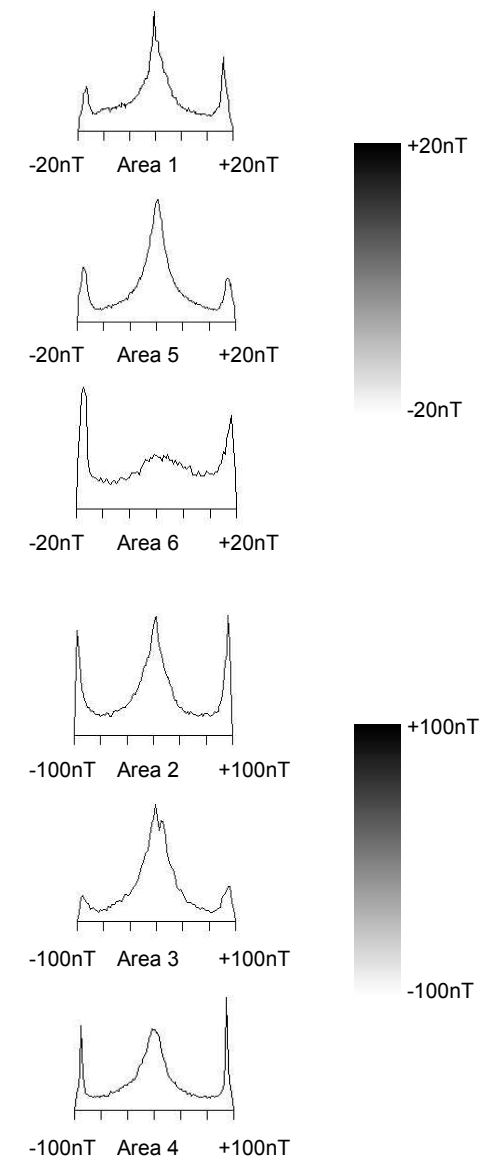 +20nT
-20nT Area 1 +20nT
-20nT Area 5 +20nT
-20nT
-20nT Area 6 +20nT
+100nT
-100nT Area 2 +100nT
-100nT Area 3 +100nT
-100nT
-100nT Area 4 +100nT